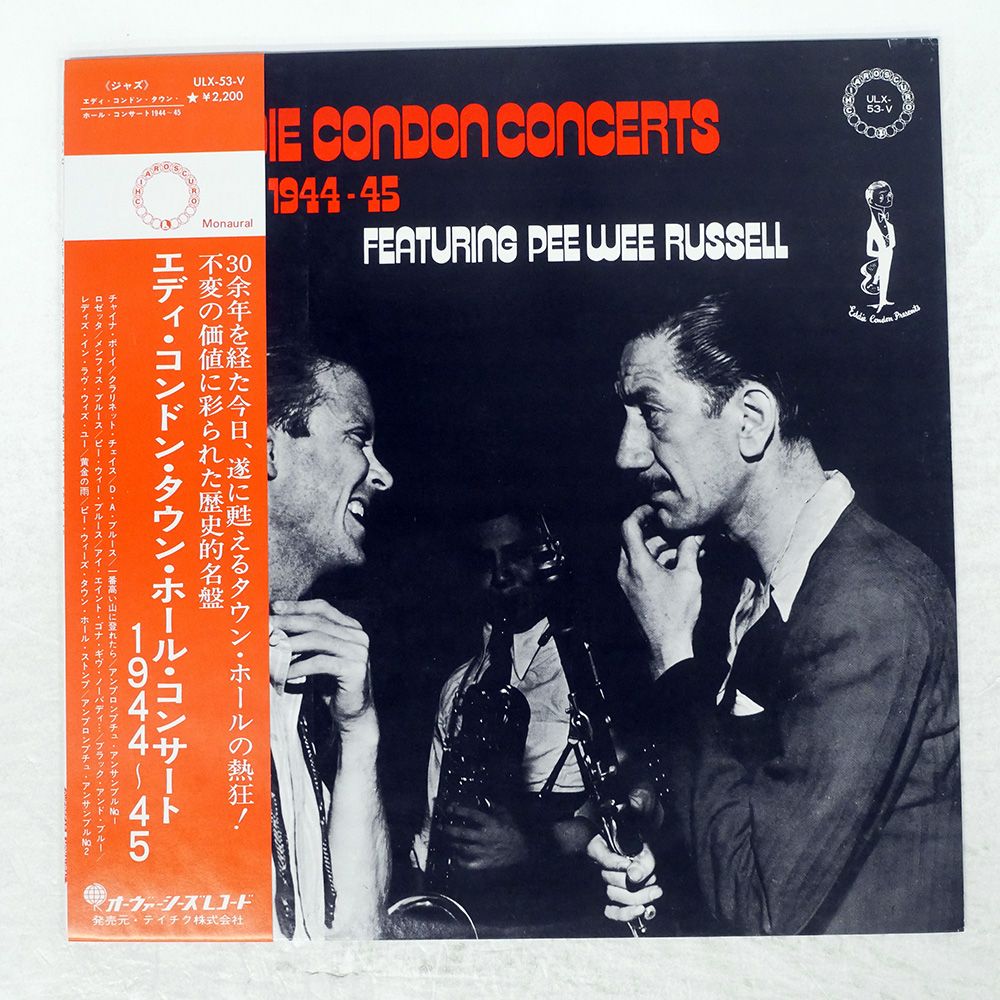 《ジャズ》
エディ・コンドン・タウン・
ホール・コンサート1944〜45
ULX-53-V
★¥2,200
CHIAROSCURO
Monaural
30余年を経た今日、遂に甦えるタウン・ホールの熱狂!
不変の価値に彩られた歴史的名盤
エディ・コンドン・タウン・ホール・コンサート
1944〜45
チャイナ・ボーイ/クラリネット・チェイス/D・A・ブルース/一番高い山に登れたら/アンプロンプチュ・アンサンブルNo.1
ロゼッタ/メンフィス・ブルース/ピー・ウィー・ブルース/アイ・エイント・ゴナ・ギヴ・ノーバディ…/ブラック・アンド・ブルー/
レディズ・イン・ラヴ・ウィズ・ユー/黄金の雨/ピー・ウィーズ・タウン・ホール・ストンプ/アンプロンプチュ・アンサンブルNo.2
オーヴァーシーズレコード
発売元・テイチク株式会社
DIE CONDON CONCERTS
1944-45
FEATURING PEE WEE RUSSELL
CHIAROSCURO
ULX-
53-V
Eddie Condon Presents